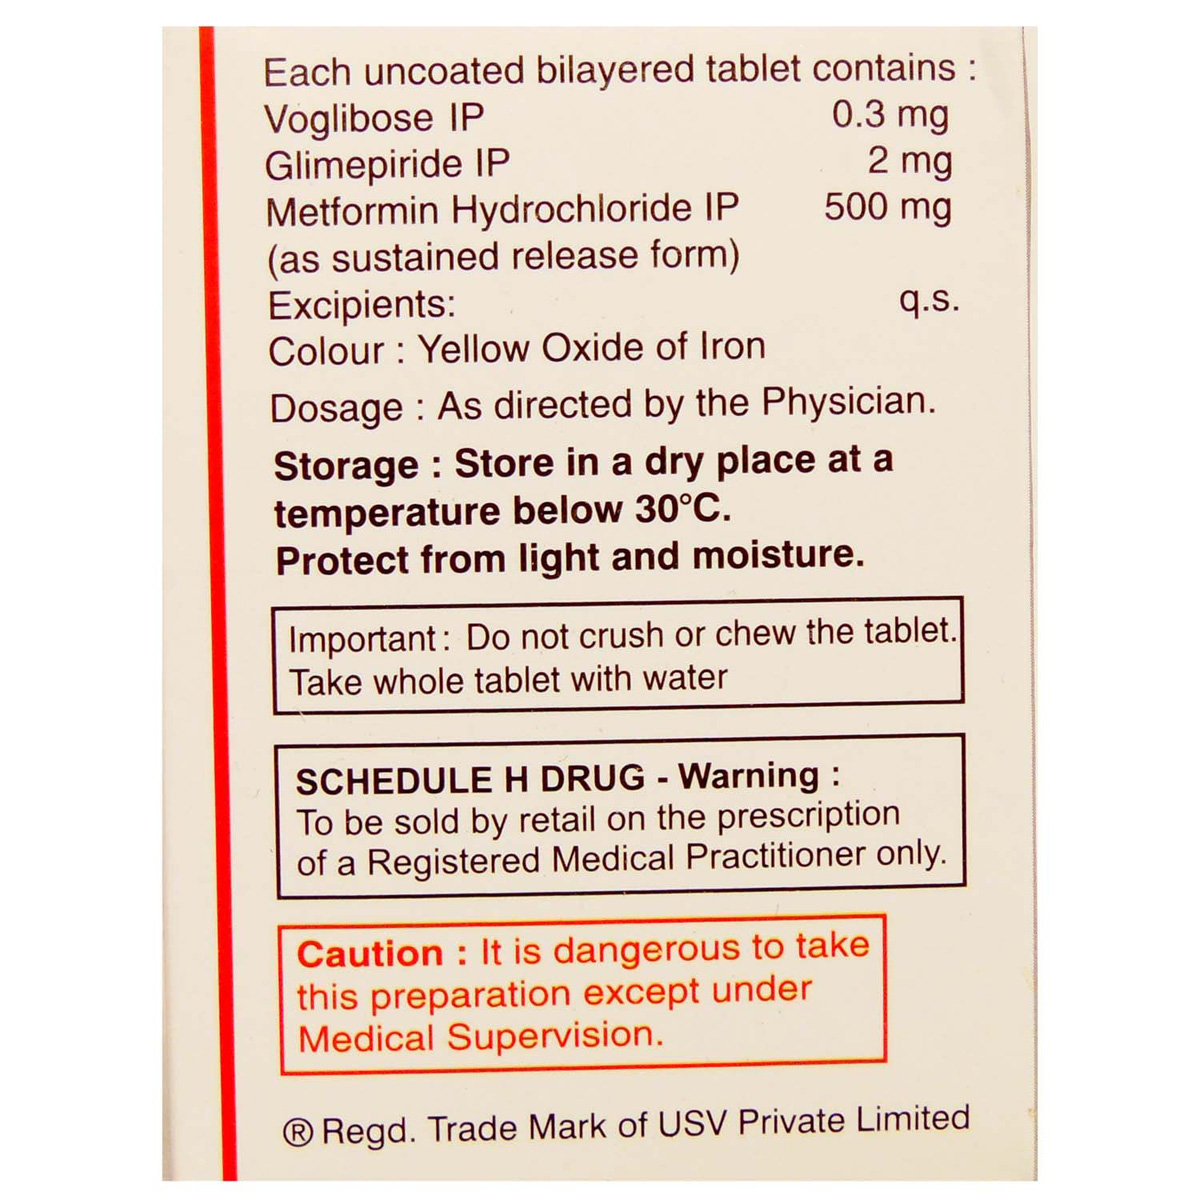 Each uncoated bilayered tablet contains :
Voglibose IP 0.3 mg
Glimepiride IP 2 mg
Metformin Hydrochloride IP 500 mg
(as sustained release form)
Excipients: q.s.
Colour : Yellow Oxide of Iron
Dosage : As directed by the Physician.
Storage : Store in a dry place at a
temperature below 30°C.
Protect from light and moisture.
Important : Do not crush or chew the tablet.
Take whole tablet with water
SCHEDULE H DRUG - Warning :
To be sold by retail on the prescription
of a Registered Medical Practitioner only.
Caution : It is dangerous to take
this preparation except under
Medical Supervision.
® Regd. Trade Mark of USV Private Limited